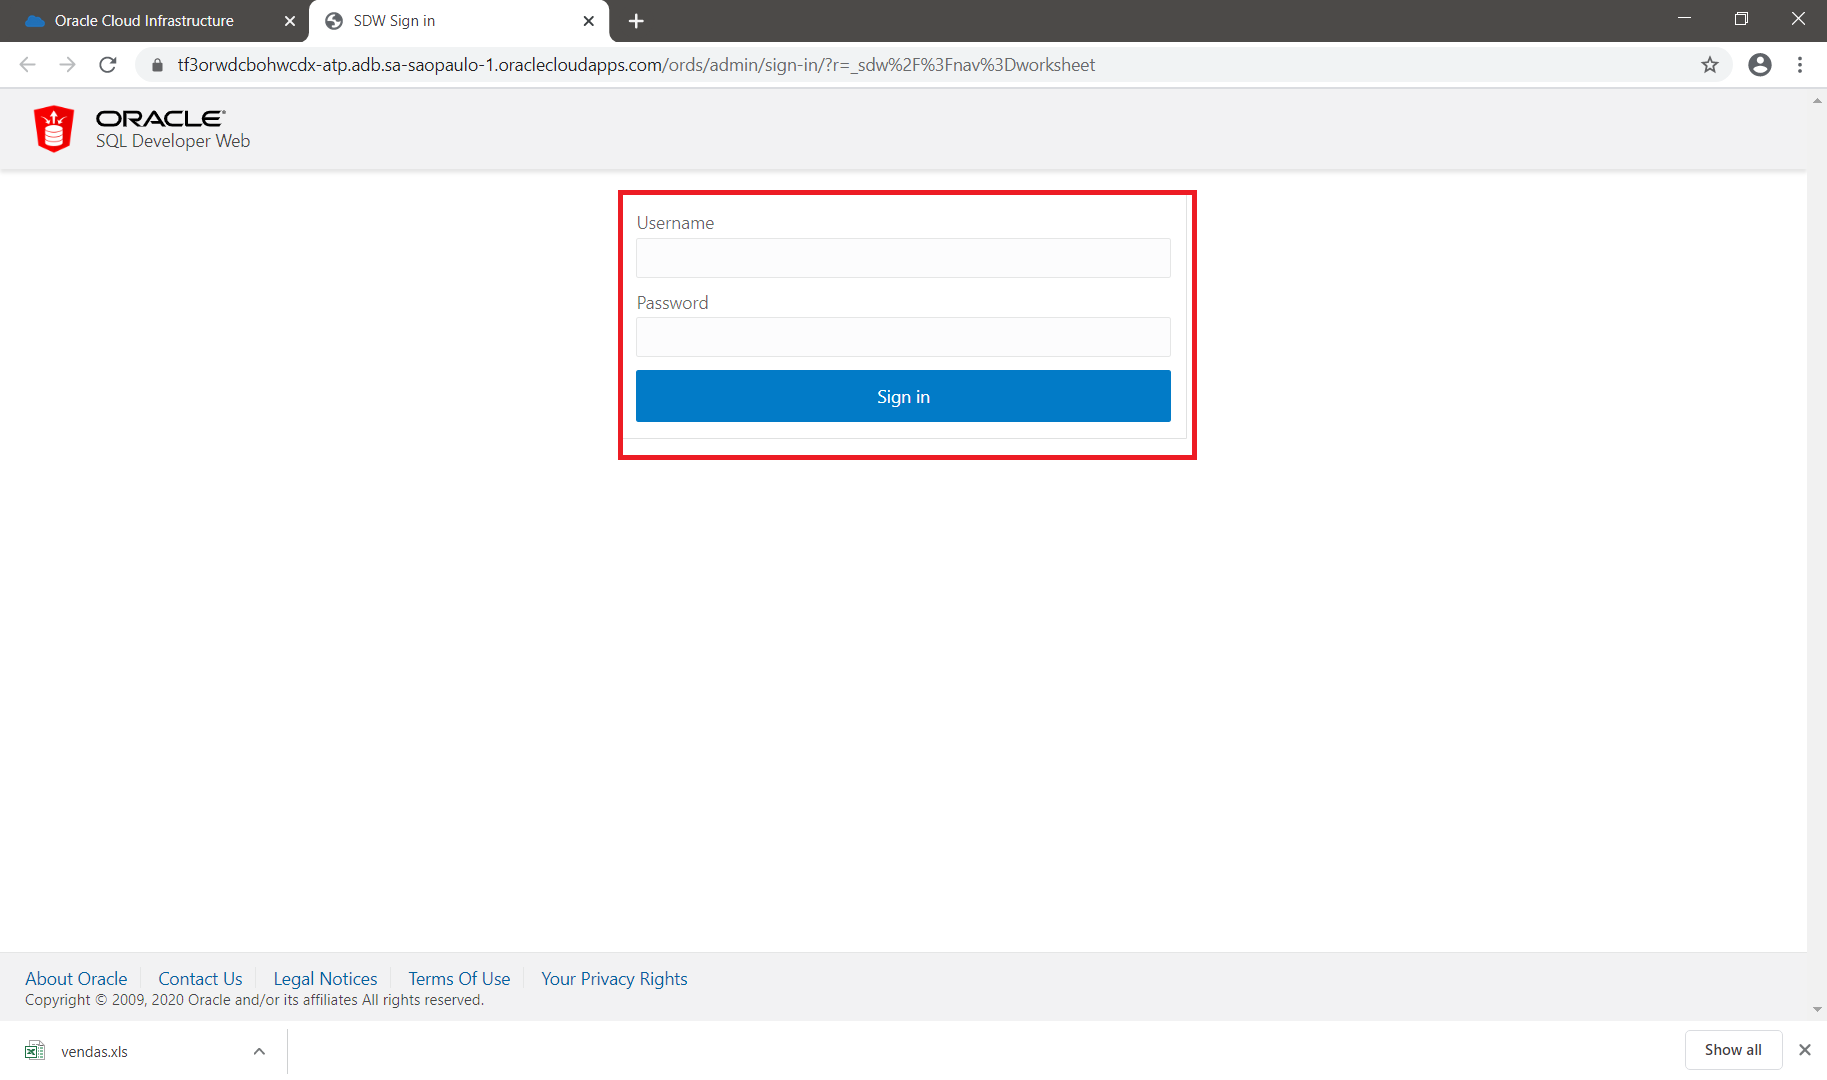 Oracle Cloud Infrastructure
SDW Sign in
tf3orwdcbohwcdx-atp.adb.sa-saopaulo-1.oraclecloudapps.com/ords/admin/sign-in/?r=_sdw%2F%3Fnav%3Dworksheet
ORACLE®
SQL Developer Web
Username
Password
Sign in
About Oracle Contact Us Legal Notices Terms Of Use Your Privacy Rights
Copyright © 2009, 2020 Oracle and/or its affiliates All rights reserved.
vendas.xls
Show all